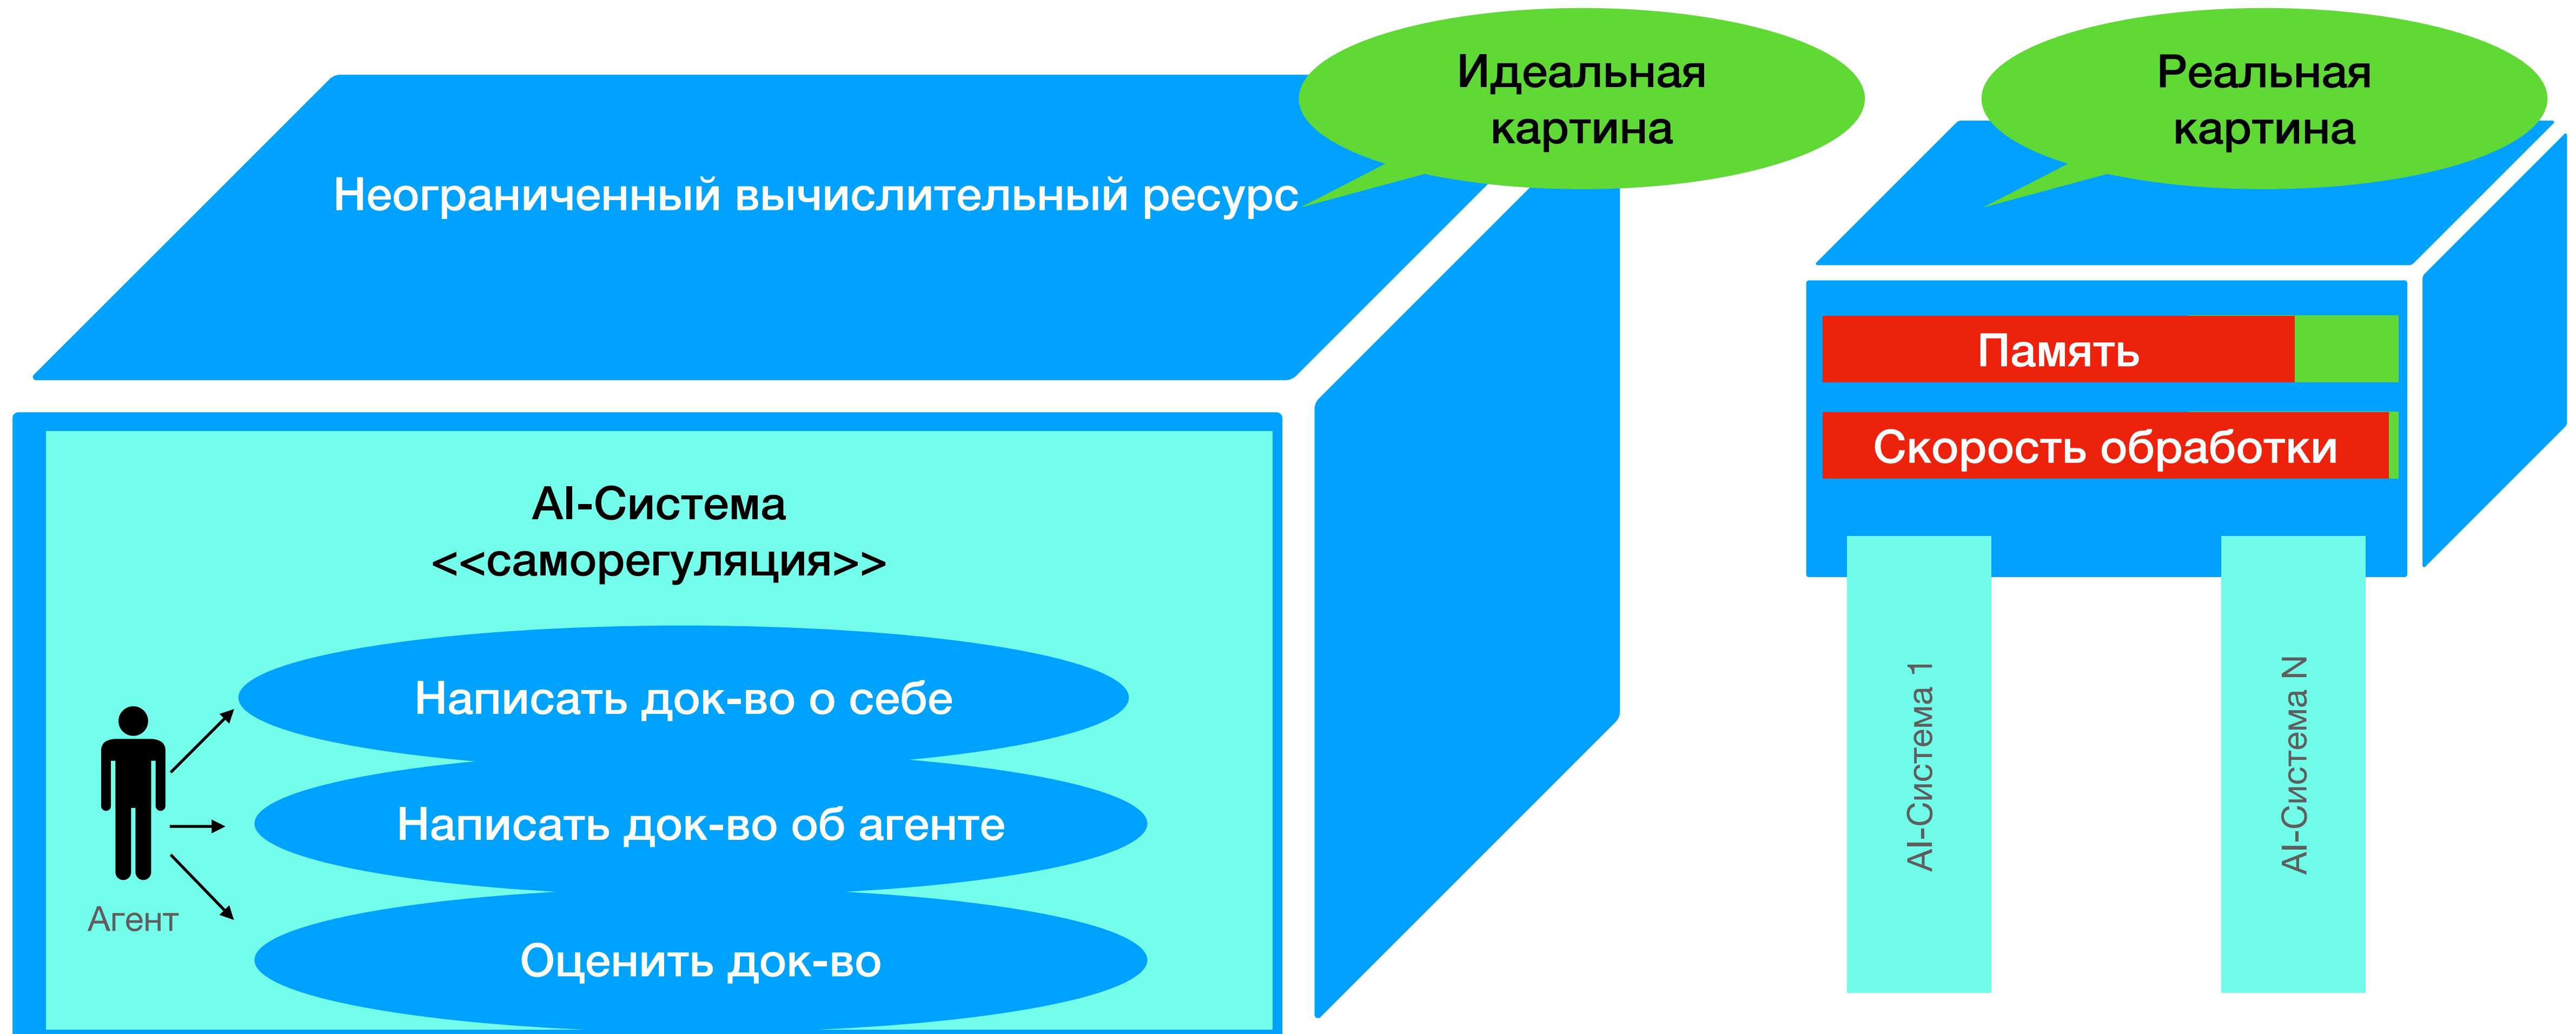 Идеальная
картина
Реальная
картина
Неограниченный вычислительный ресурс
AI-Система
<<саморегуляция>>
Написать док-во о себе
Написать док-во об агенте
Оценить док-во
Агент
Память
Скорость обработки
AI-Система 1
AI-Система N